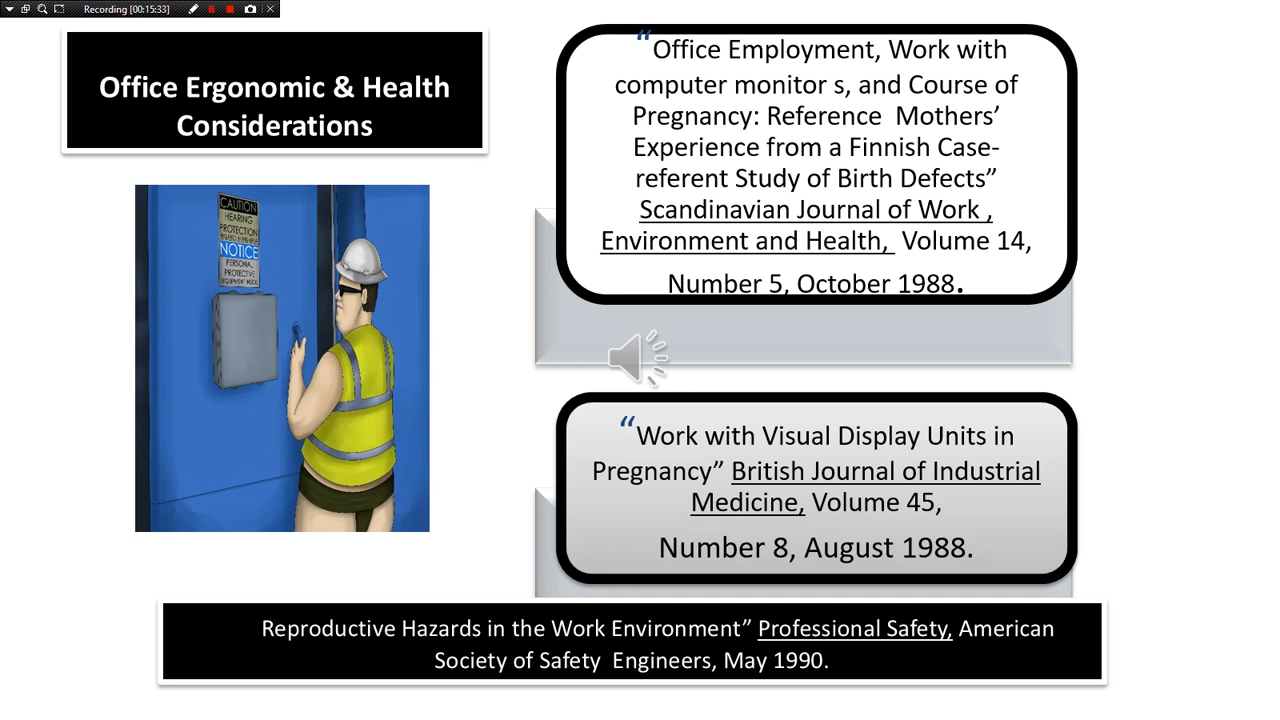 Recording [00:15:33]
Office Ergonomic & Health
Considerations
CAUTION
HEARING
PROTECTION
NOTICE
PERSONAL
PROTECTIVE
“Office Employment, Work with
computer monitor s, and Course of
Pregnancy: Reference Mothers’
Experience from a Finnish Case-
referent Study of Birth Defects”
Scandinavian Journal of Work ,
Environment and Health, Volume 14,
Number 5, October 1988.
“Work with Visual Display Units in
Pregnancy” British Journal of Industrial
Medicine, Volume 45,
Number 8, August 1988.
Reproductive Hazards in the Work Environment” Professional Safety, American
Society of Safety Engineers, May 1990.